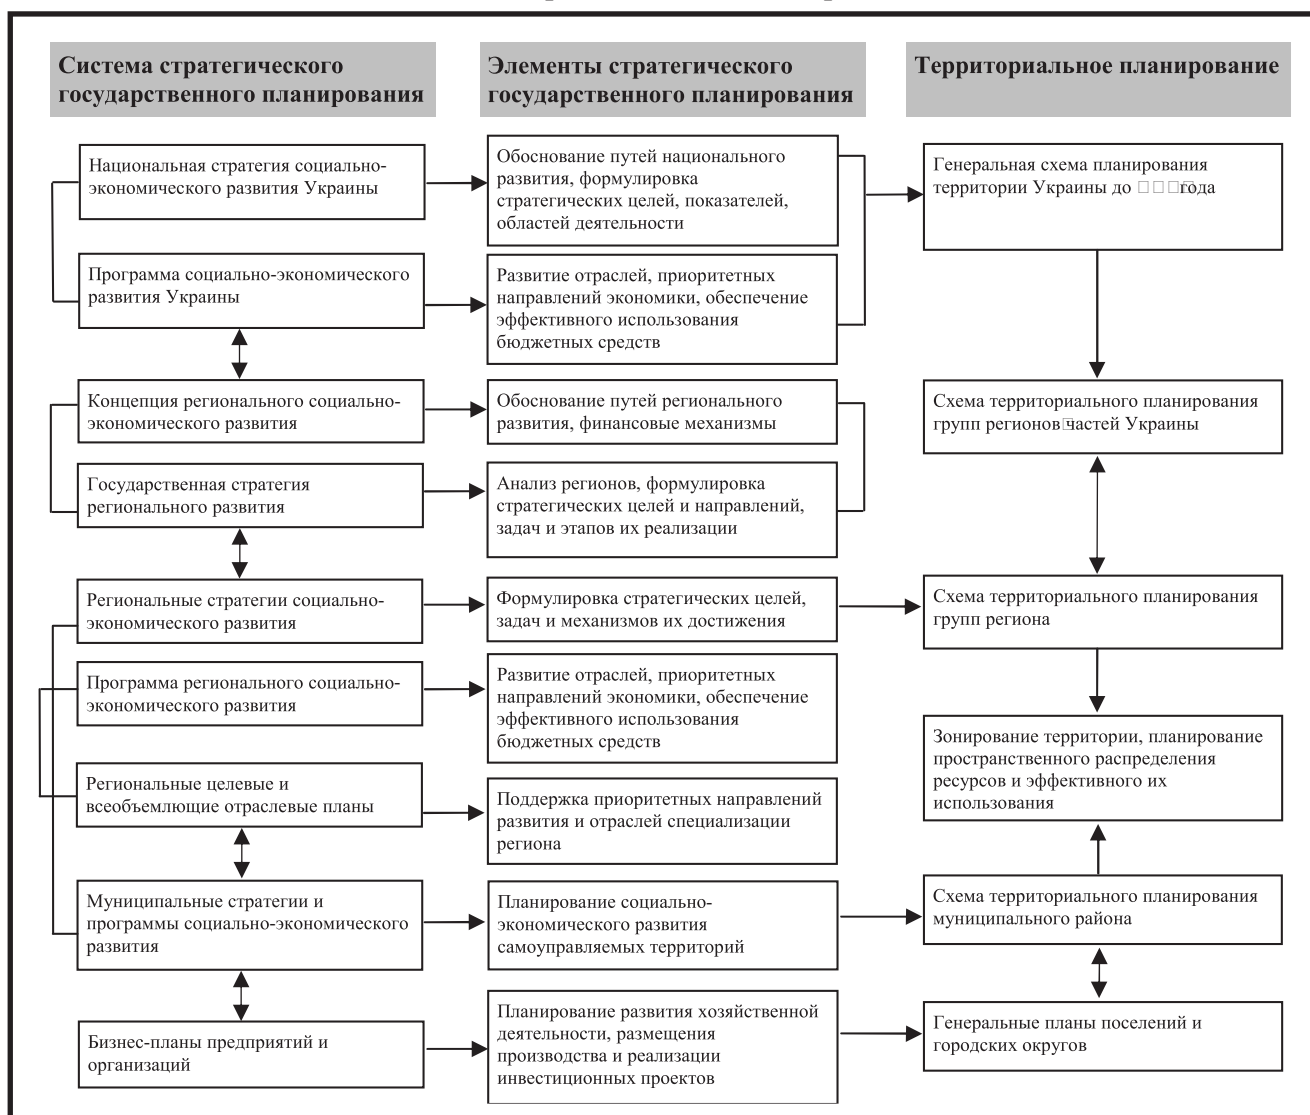 Система стратегического
государственного планирования
Элементы стратегического
государственного планирования
Территориальное планирование
Национальная стратегия социально-
экономического развития Украины
Обоснование путей национального
развития, формулировка
стратегических целей, показателей,
областей деятельности
Генеральная схема планирования
территории Украины до года
Программа социально-экономического
развития Украины
Развитие отраслей, приоритетных
направлений экономики, обеспечение
эффективного использования
бюджетных средств
Концепция регионального социально-
экономического развития
Обоснование путей регионального
развития, финансовые механизмы
Схема территориального планирования
групп регионов частей Украины
Государственная стратегия
регионального развития
Анализ регионов, формулировка
стратегических целей и направлений,
задач и этапов их реализации
Региональные стратегии социально-
экономического развития
Формулировка стратегических целей,
задач и механизмов их достижения
Схема территориального планирования
групп региона
Программа регионального социально-
экономического развития
Развитие отраслей, приоритетных
направлений экономики, обеспечение
эффективного использования
бюджетных средств
Зонирование территории, планирование
пространственного распределения
ресурсов и эффективного их
использования
Региональные целевые и
всеобъемлющие отраслевые планы
Поддержка приоритетных направлений
развития и отраслей специализации
региона
Муниципальные стратегии и
программы социально-экономического
развития
Планирование социально-
экономического развития
самоуправляемых территорий
Схема территориального планирования
муниципального района
Бизнес-планы предприятий и
организаций
Планирование развития хозяйственной
деятельности, размещения
производства и реализации
инвестиционных проектов
Генеральные планы поселений и
городских округов